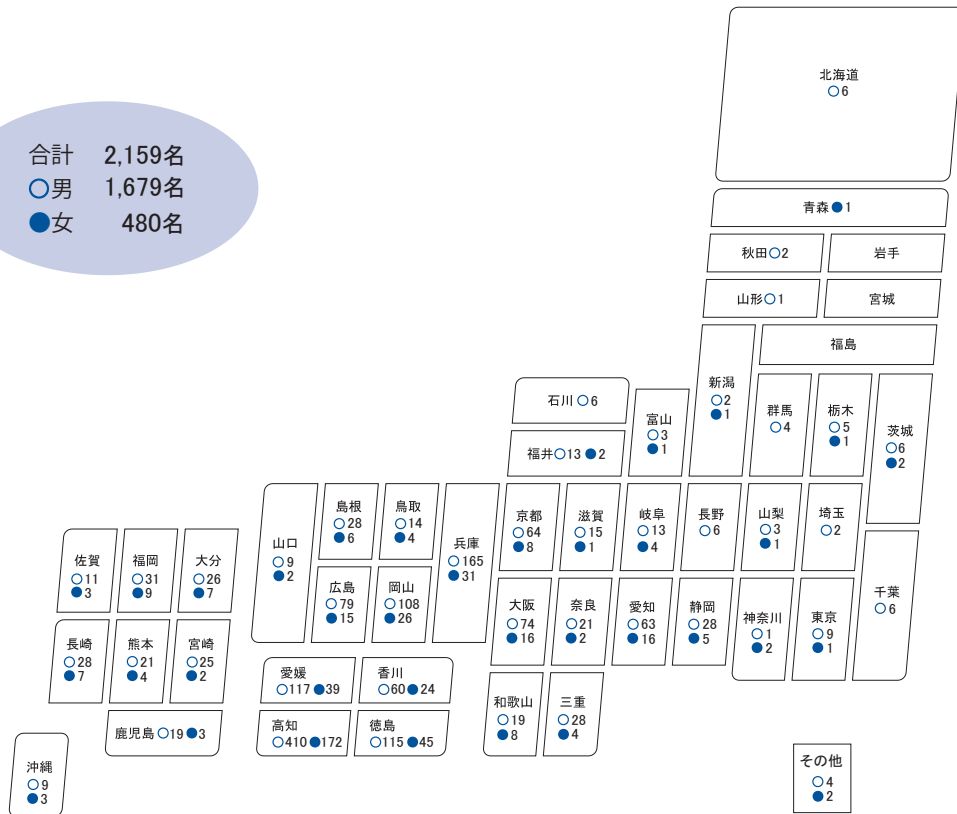 合計 2,159名
○男 1,679名
●女 480名
北海道
○6
青森●1
秋田○2
岩手
山形○1
宮城
福島
新潟
○2
●1
群馬
○4
栃木
○5
●1
茨城
○6
●2
石川○6
富山
○3
●1
福井○13●2
山口
○9
●2
島根
○28
●6
鳥取
○14
●4
兵庫
○165
●31
京都
○64
●8
滋賀
○15
●1
岐阜
○13
●4
長野
○6
山梨
○3
●1
埼玉
○2
千葉
○6
佐賀
○11
●3
福岡
○31
●9
大分
○26
●7
広島
○79
●15
岡山
○108
●26
大阪
○74
●16
奈良
○21
●2
愛知
○63
●16
静岡
○28
●5
神奈川
○1
●2
東京
○9
●1
長崎
○28
●7
熊本
○21
●4
宮崎
○25
●2
愛媛
○117●39
香川
○60●24
高知
○410●172
徳島
○115●45
和歌山
○19
●8
三重
○28
●4
鹿児島○19●3
沖縄
○9
●3
その他
○4
●2